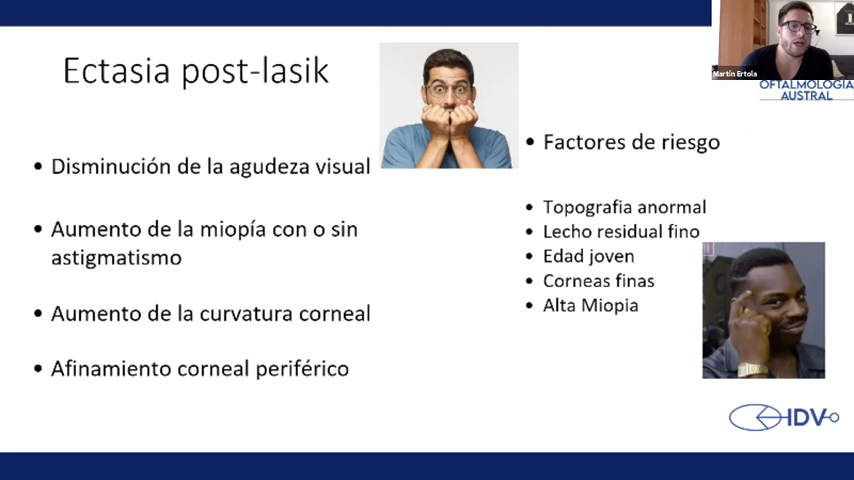 Ectasia post-lasik
• Disminución de la agudeza visual
• Aumento de la miopía con o sin
astigmatismo
• Aumento de la curvatura corneal
• Afinamiento corneal periférico
• Factores de riesgo
• Topografia anormal
• Lecho residual fino
• Edad joven
• Corneas finas
• Alta Miopia
Martín Ertola
OFTALMOLOGÍA
AUSTRAL
IDV